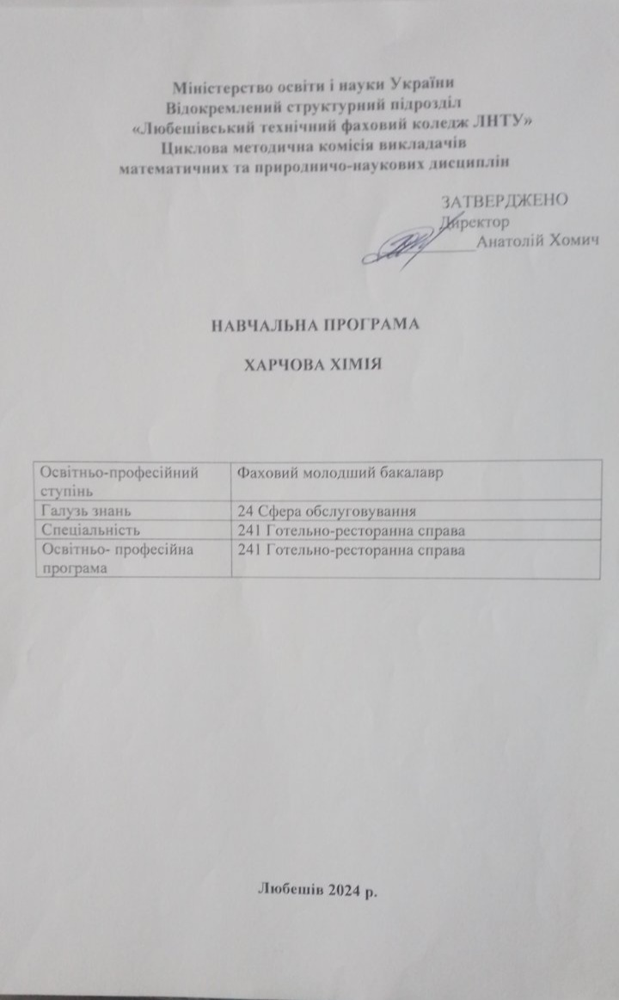 Міністерство освіти і науки України
Відокремлений структурний підрозділ
«Любешівський технічний фаховий коледж ЛНТУ»
Циклова методична комісія викладачів
математичних та природничо-наукових дисциплін
ЗАТВЕРДЖЕНО
Директор
Анатолій Хомич
НАВЧАЛЬНА ПРОГРАМА
ХАРЧОВА ХІМІЯ
Освітньо-професійний ступінь Фаховий молодший бакалавр
Галузь знань 24 Сфера обслуговування
Спеціальність 241 Готельно-ресторанна справа
Освітньо- професійна програма 241 Готельно-ресторанна справа
Любешів 2024 р.